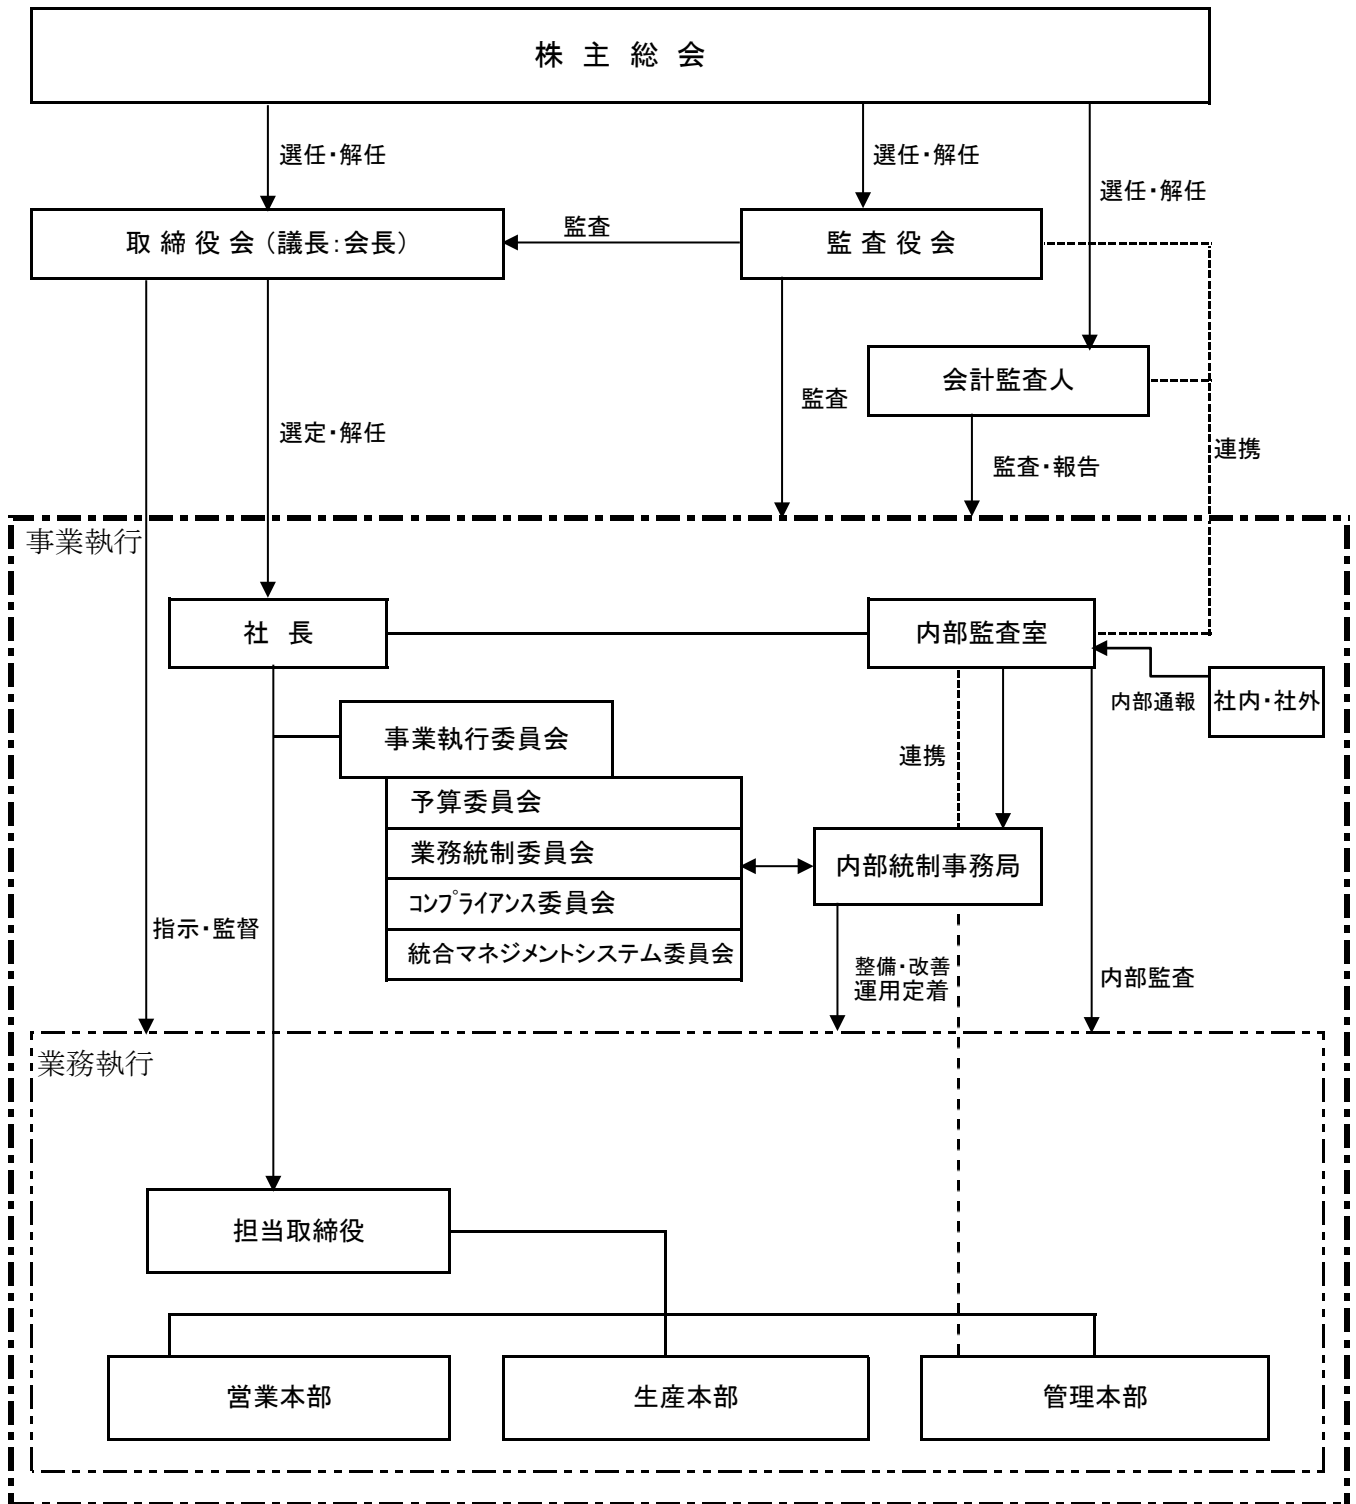 株 主 総 会
選任・解任
選任・解任
選任・解任
取 締 役 会 （議長：会長）
監査
監 査 役 会
会計監査人
監査
選定・解任
監査・報告
連携
事業執行
社 長
内部監査室
内部通報
社内・社外
事業執行委員会
連携
予算委員会
業務統制委員会
内部統制事務局
ｺﾝﾌﾟﾗｲｱﾝｽ委員会
指示・監督
統合マネジメントシステム委員会
整備・改善
運用定着
内部監査
業務執行
担当取締役
営業本部
生産本部
管理本部